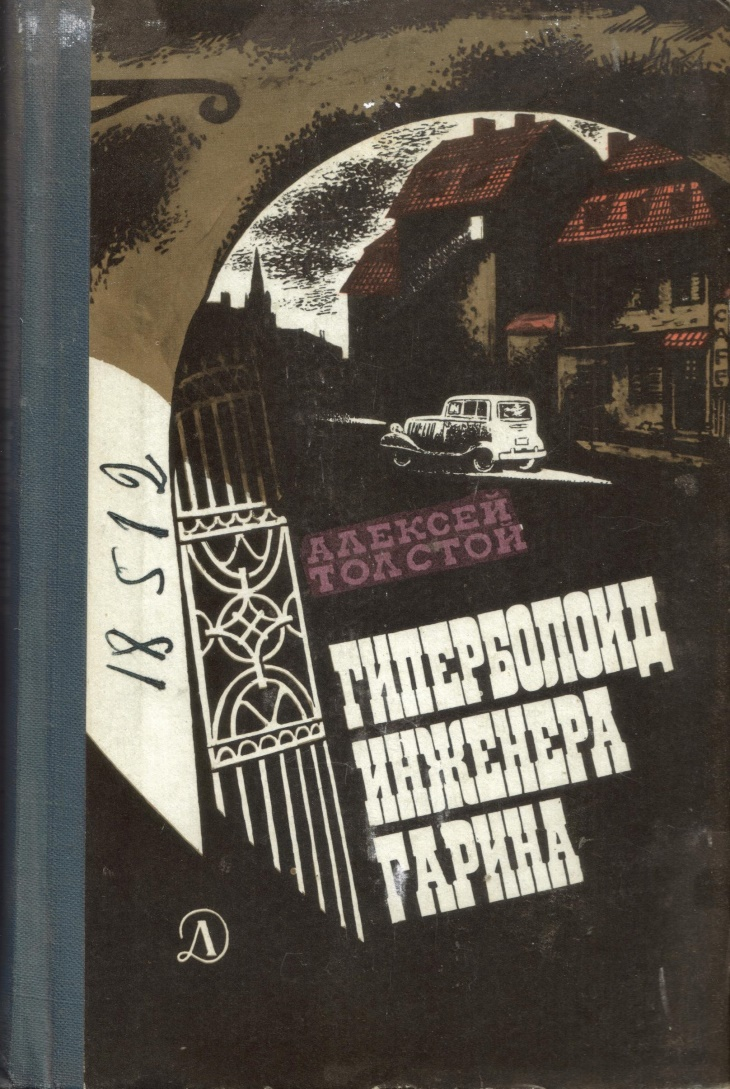 CAFE
АЛЕКСЕЙ
ТОЛСТОЙ
ГИПЕРБОЛОИД
ИНЖЕНЕРА
ГАРИНА
18512
Д